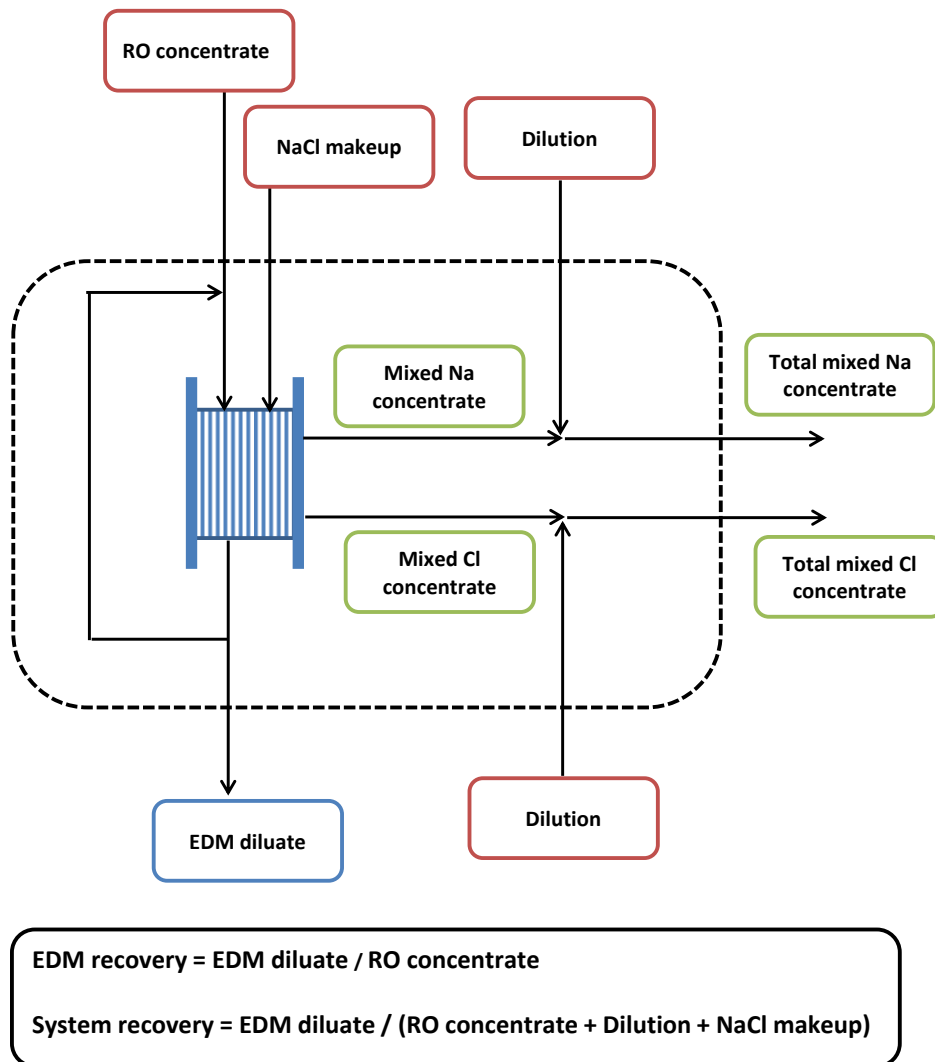 RO concentrate
NaCl makeup
Dilution
Mixed Na
concentrate
Total mixed Na
concentrate
Mixed Cl
concentrate
Total mixed Cl
concentrate
EDM diluate
Dilution
EDM recovery = EDM diluate / RO concentrate
System recovery = EDM diluate / (RO concentrate + Dilution + NaCl makeup)